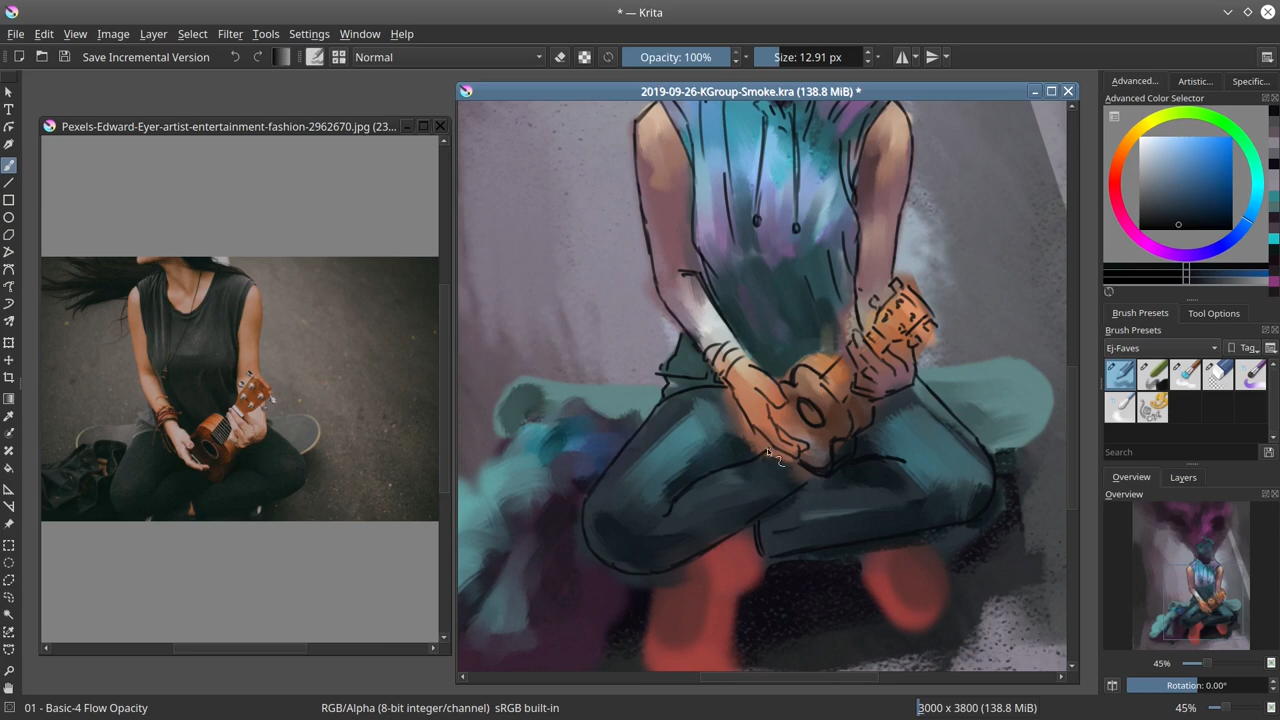 * — Krita
File Edit View Image Layer Select Filter Tools Settings Window Help
Save Incremental Version
Normal
Opacity: 100%
Size: 12.91 px
Pexels-Edward-Eyer-artist-entertainment-fashion-2962670.jpg (23...
2019-09-26-KGroup-Smoke.kra (138.8 MiB) *
Advanced... Artistic... Specific...
Advanced Color Selector
Brush Presets Tool Options
Brush Presets
Ej-Faves
Tag
Search
Overview Layers
Overview
45%
Rotation: 0.00°
01 - Basic-4 Flow Opacity
RGB/Alpha (8-bit integer/channel) sRGB built-in
3000 x 3800 (138.8 MiB)
45%